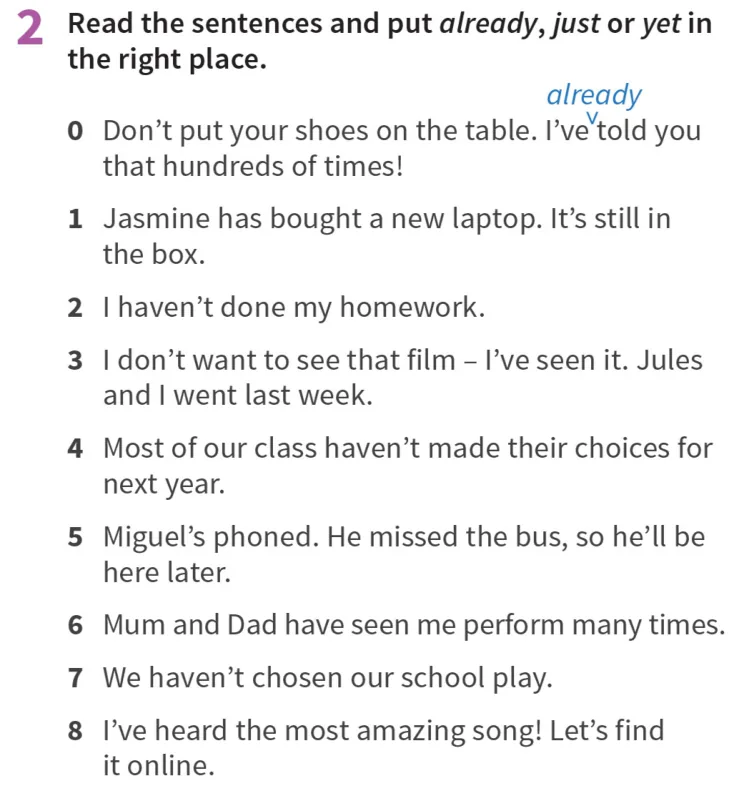 2 Read the sentences and put already, just or yet in
the right place.
already
0 Don't put your shoes on the table. I've ˅ told you
that hundreds of times!
1 Jasmine has bought a new laptop. It's still in
the box.
2 I haven't done my homework.
3 I don't want to see that film – I've seen it. Jules
and I went last week.
4 Most of our class haven't made their choices for
next year.
5 Miguel's phoned. He missed the bus, so he'll be
here later.
6 Mum and Dad have seen me perform many times.
7 We haven't chosen our school play.
8 I've heard the most amazing song! Let's find
it online.